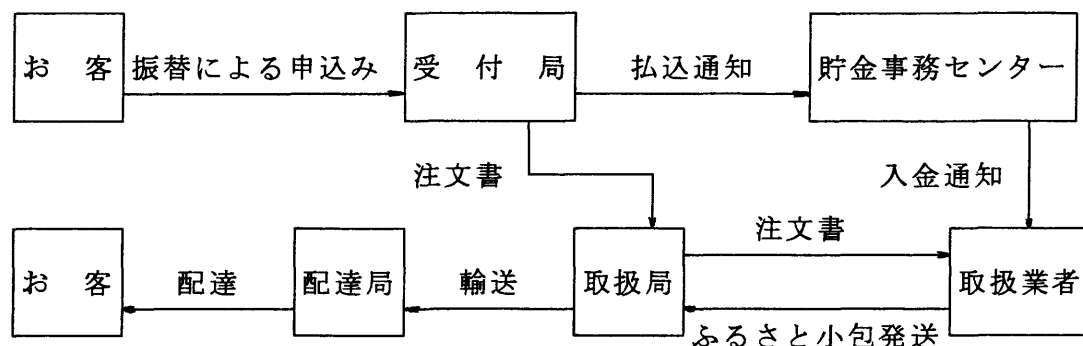 お客 振替による申込み 受付局 払込通知 貯金事務センター
注文書 入金通知
注文書
お客 配達 配達局 輸送 取扱局 取扱業者
ふるさと小包発送